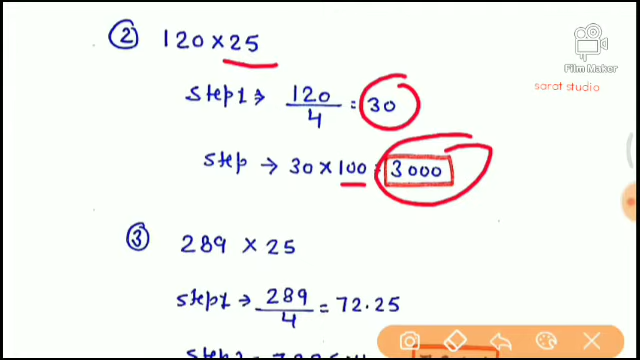 ② 120 × 25
Film Maker
sarat studio
Step1 → 120/4 = 30
Step → 30 × 100 = 3000
③ 289 × 25
Step1 → 289/4 = 72.25